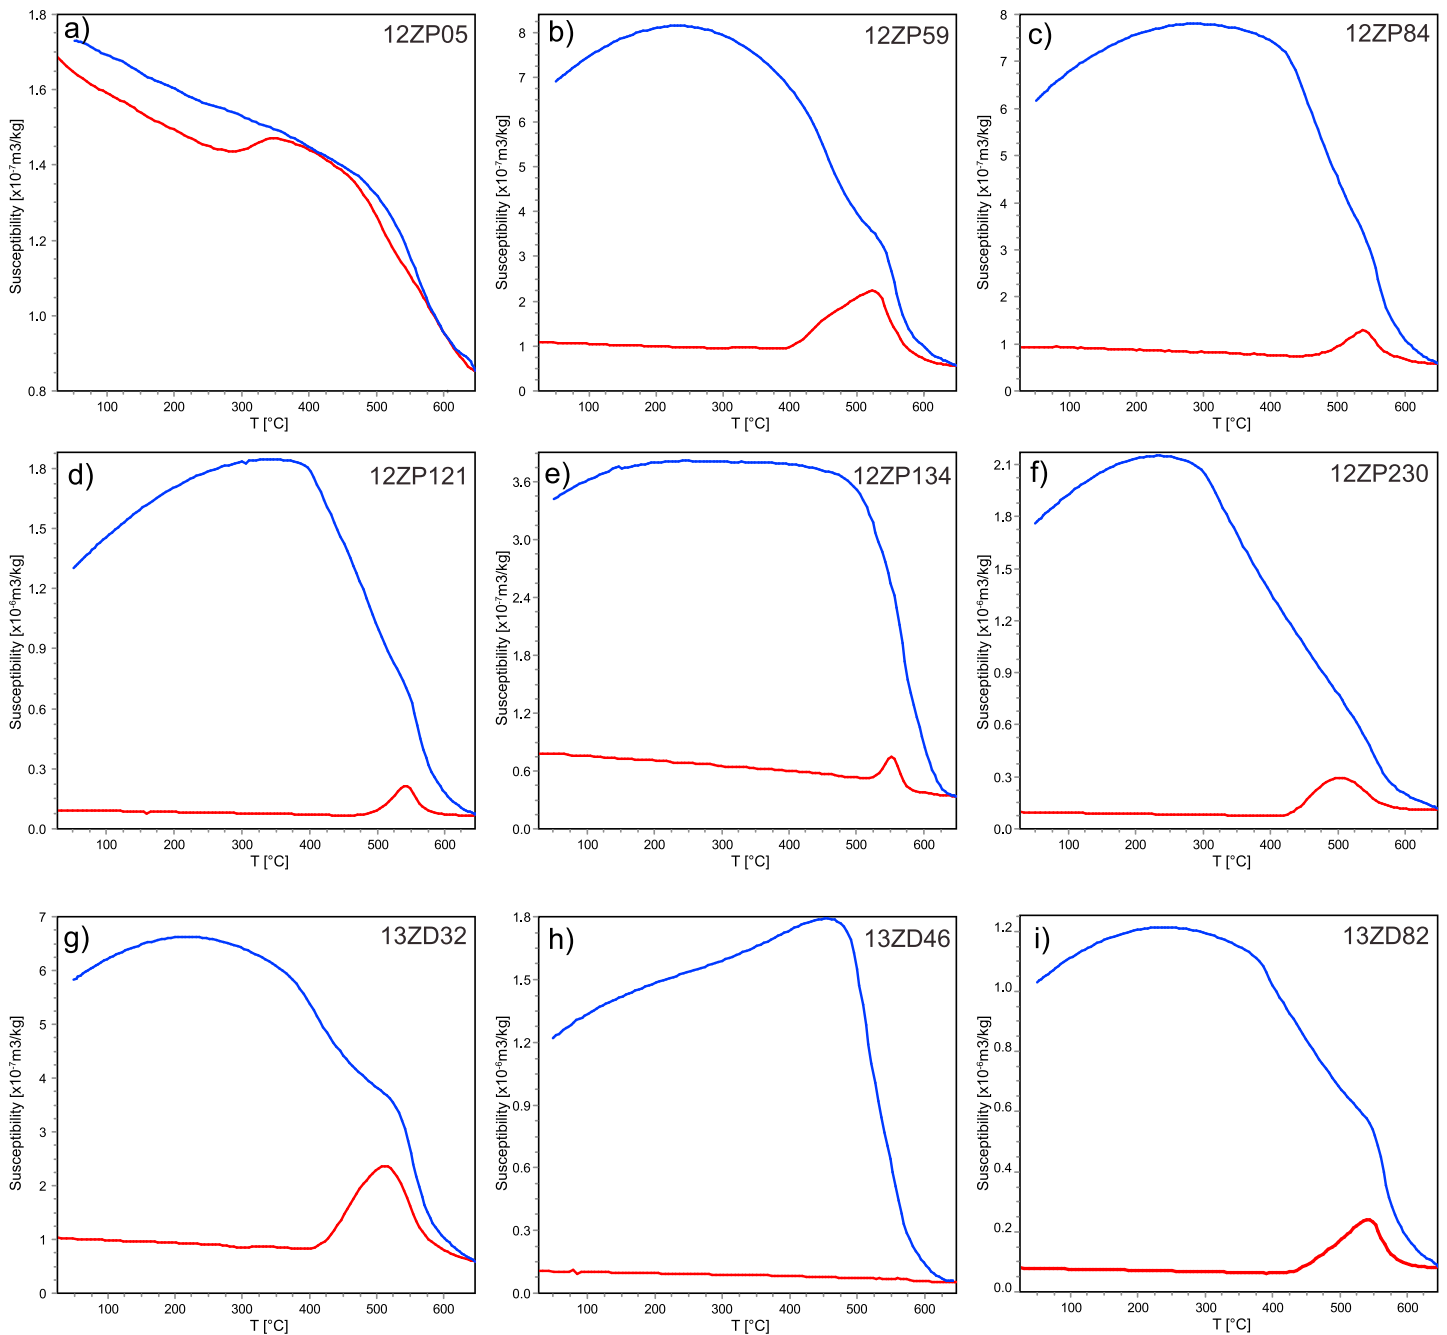 a)
12ZP05
1.8
1.6
1.4
1.2
1.0
0.8
Susceptibility [x10-7m3/kg]
100 200 300 400 500 600
T [°C]
b)
12ZP59
8
7
6
5
4
3
2
1
0
Susceptibility [x10-7m3/kg]
100 200 300 400 500 600
T [°C]
c)
12ZP84
8
7
6
5
4
3
2
1
0
Susceptibility [x10-7m3/kg]
100 200 300 400 500 600
T [°C]
d)
12ZP121
1.8
1.5
1.2
0.9
0.6
0.3
0.0
Susceptibility [x10-6m3/kg]
100 200 300 400 500 600
T [°C]
e)
12ZP134
3.6
3.0
2.4
1.8
1.2
0.6
0.0
Susceptibility [x10-7m3/kg]
100 200 300 400 500 600
T [°C]
f)
12ZP230
2.1
1.8
1.5
1.2
0.9
0.6
0.3
0.0
Susceptibility [x10-6m3/kg]
100 200 300 400 500 600
T [°C]
g)
13ZD32
7
6
5
4
3
2
1
0
Susceptibility [x10-7m3/kg]
100 200 300 400 500 600
T [°C]
h)
13ZD46
1.8
1.5
1.2
0.9
0.6
0.3
0.0
Susceptibility [x10-6m3/kg]
100 200 300 400 500 600
T [°C]
i)
13ZD82
1.2
1.0
0.8
0.6
0.4
0.2
0.0
Susceptibility [x10-6m3/kg]
100 200 300 400 500 600
T [°C]